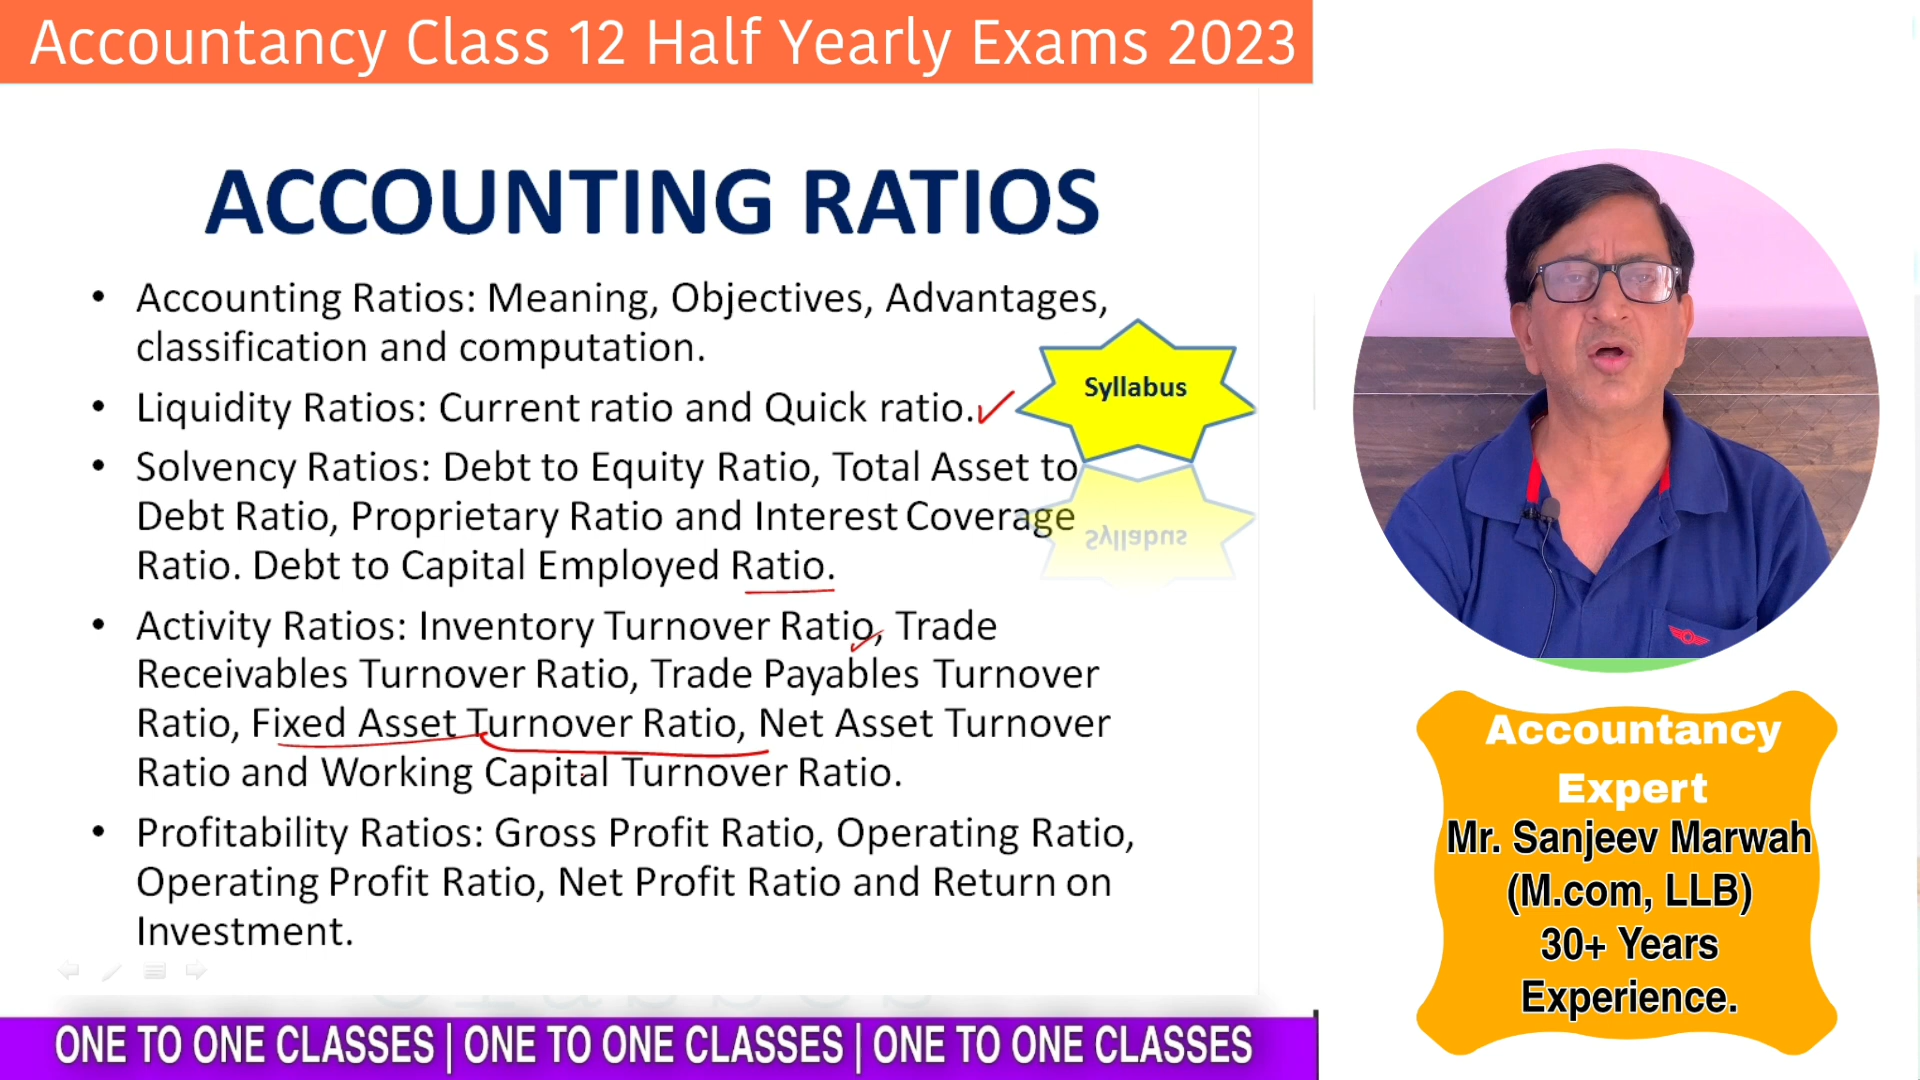 Accountancy Class 12 Half Yearly Exams 2023
ACCOUNTING RATIOS
• Accounting Ratios: Meaning, Objectives, Advantages,
classification and computation.
• Liquidity Ratios: Current ratio and Quick ratio.
Syllabus
• Solvency Ratios: Debt to Equity Ratio, Total Asset to
Debt Ratio, Proprietary Ratio and Interest Coverage
Ratio. Debt to Capital Employed Ratio.
• Activity Ratios: Inventory Turnover Ratio, Trade
Receivables Turnover Ratio, Trade Payables Turnover
Ratio, Fixed Asset Turnover Ratio, Net Asset Turnover
Ratio and Working Capital Turnover Ratio.
• Profitability Ratios: Gross Profit Ratio, Operating Ratio,
Operating Profit Ratio, Net Profit Ratio and Return on
Investment.
Accountancy
Expert
Mr. Sanjeev Marwah
(M.com, LLB)
30+ Years
Experience.
ONE TO ONE CLASSES | ONE TO ONE CLASSES | ONE TO ONE CLASSES